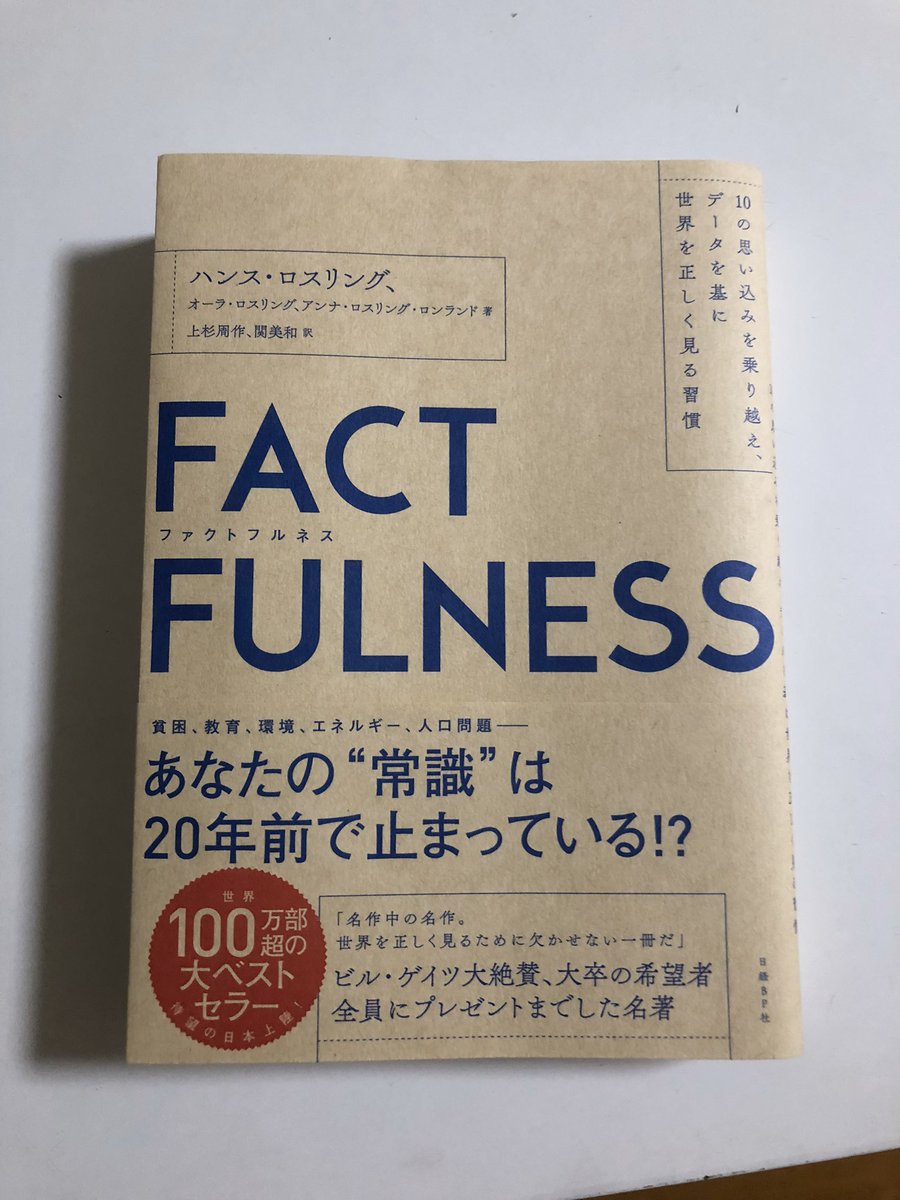 10の思い込みを乗り越え、
データを基に
世界を正しく見る習慣
ハンス・ロスリング、
オーラ・ロスリング、アンナ・ロスリング・ロンランド 著
上杉周作、関美和 訳
FACT
ファクトフルネス
FULNESS
貧困、教育、環境、エネルギー、人口問題──
あなたの“常識”は
20年前で止まっている!?
世界
100万部
超の
大ベスト
セラー
待望の日本上陸!
「名作中の名作。
世界を正しく見るために欠かせない一冊だ」
ビル・ゲイツ大絶賛、大卒の希望者
全員にプレゼントまでした名著
日経BP社